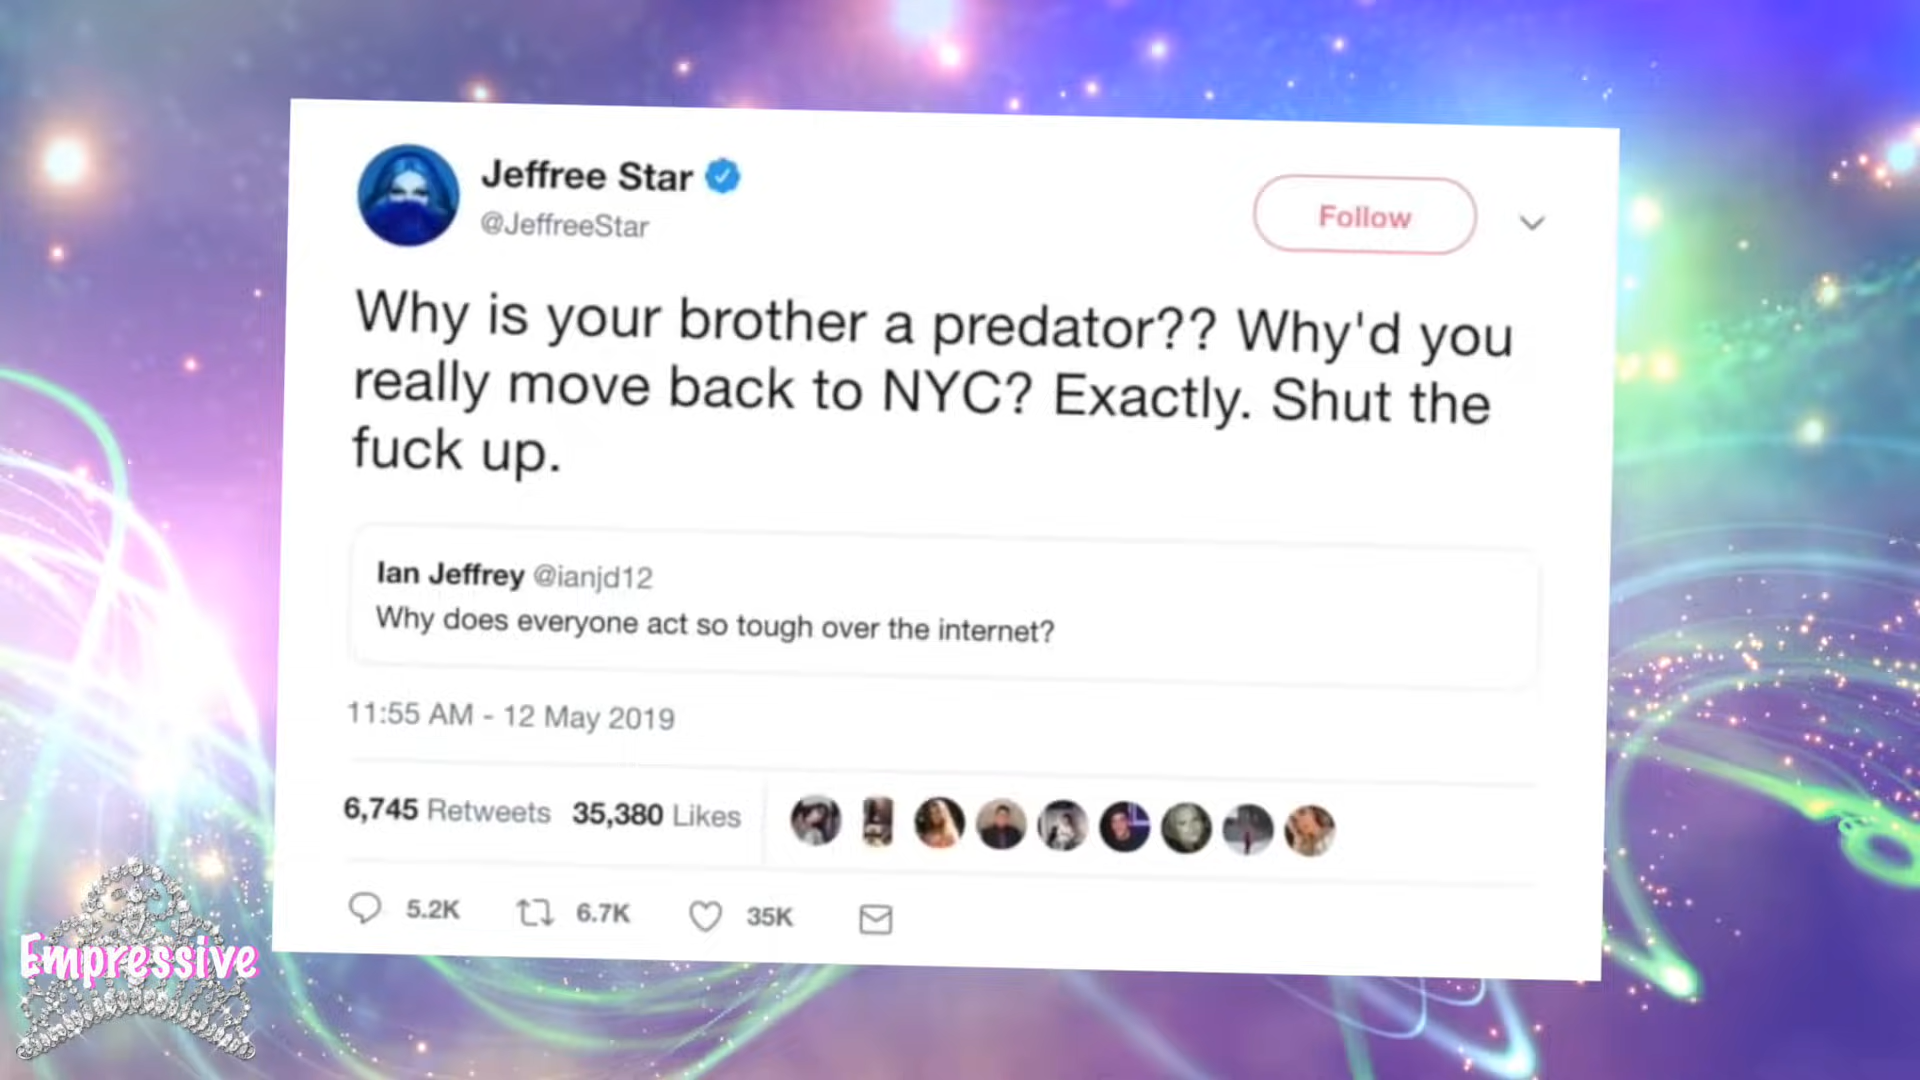 Jeffree Star
@JeffreeStar
Follow
Why is your brother a predator?? Why'd you
really move back to NYC? Exactly. Shut the
fuck up.
Ian Jeffrey @ianjd12
Why does everyone act so tough over the internet?
11:55 AM - 12 May 2019
6,745 Retweets 35,380 Likes
5.2K 6.7K 35K
Empressive